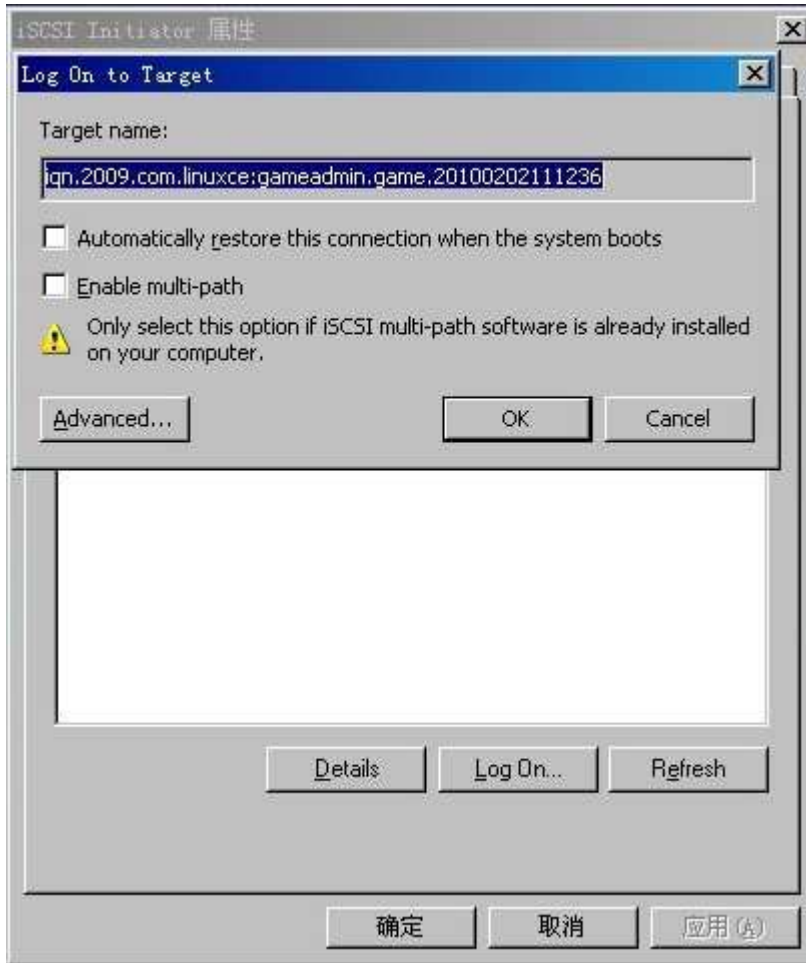 iSCSI Initiator 属性
Log On to Target
Target name:
iqn.2009.com.linuxce:gameadmin.game.20100202111236
Automatically restore this connection when the system boots
Enable multi-path
Only select this option if iSCSI multi-path software is already installed
on your computer.
Advanced... OK Cancel
Details Log On... Refresh
确定 取消 应用(A)